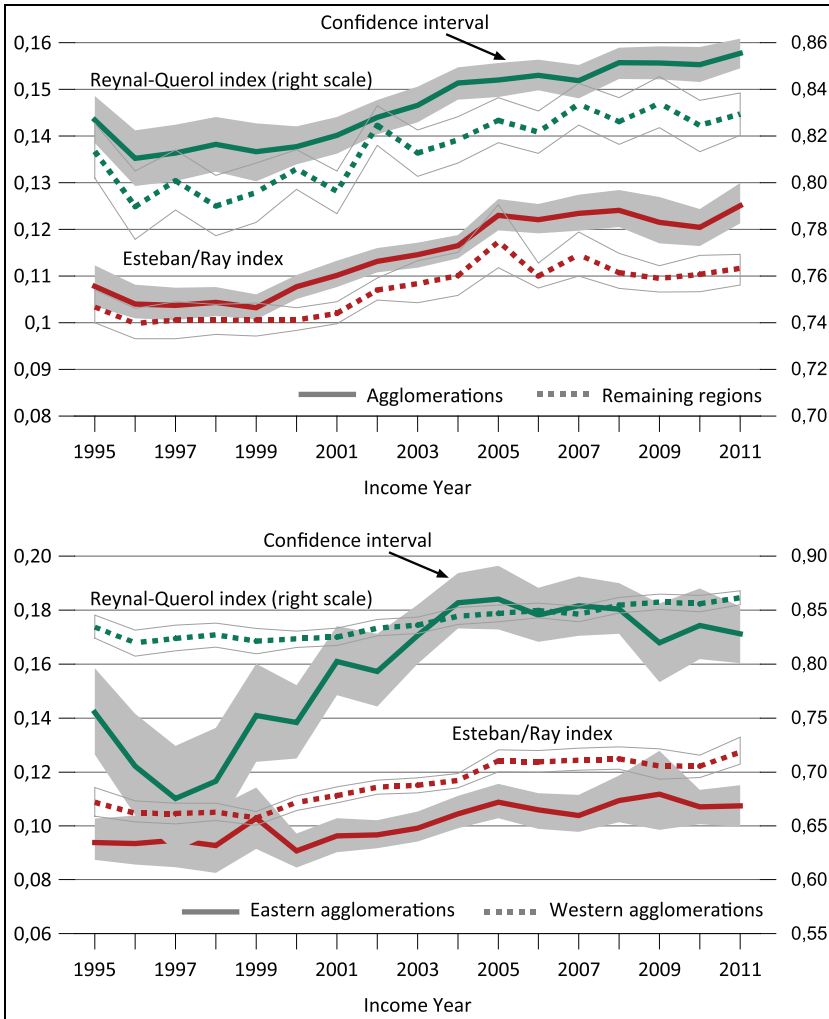 Confidence interval
0,16 0,86
Reynal-Querol index (right scale)
0,15 0,84
0,14 0,82
0,13 0,80
0,12 0,78
Esteban/Ray index
0,11 0,76
0,1 0,74
0,09 0,72
Agglomerations Remaining regions
0,08 0,70
1995 1997 1999 2001 2003 2005 2007 2009 2011
Income Year
Confidence interval
0,20 0,90
Reynal-Querol index (right scale)
0,18 0,85
0,16 0,80
0,14 0,75
Esteban/Ray index
0,12 0,70
0,10 0,65
0,08 0,60
Eastern agglomerations Western agglomerations
0,06 0,55
1995 1997 1999 2001 2003 2005 2007 2009 2011
Income Year